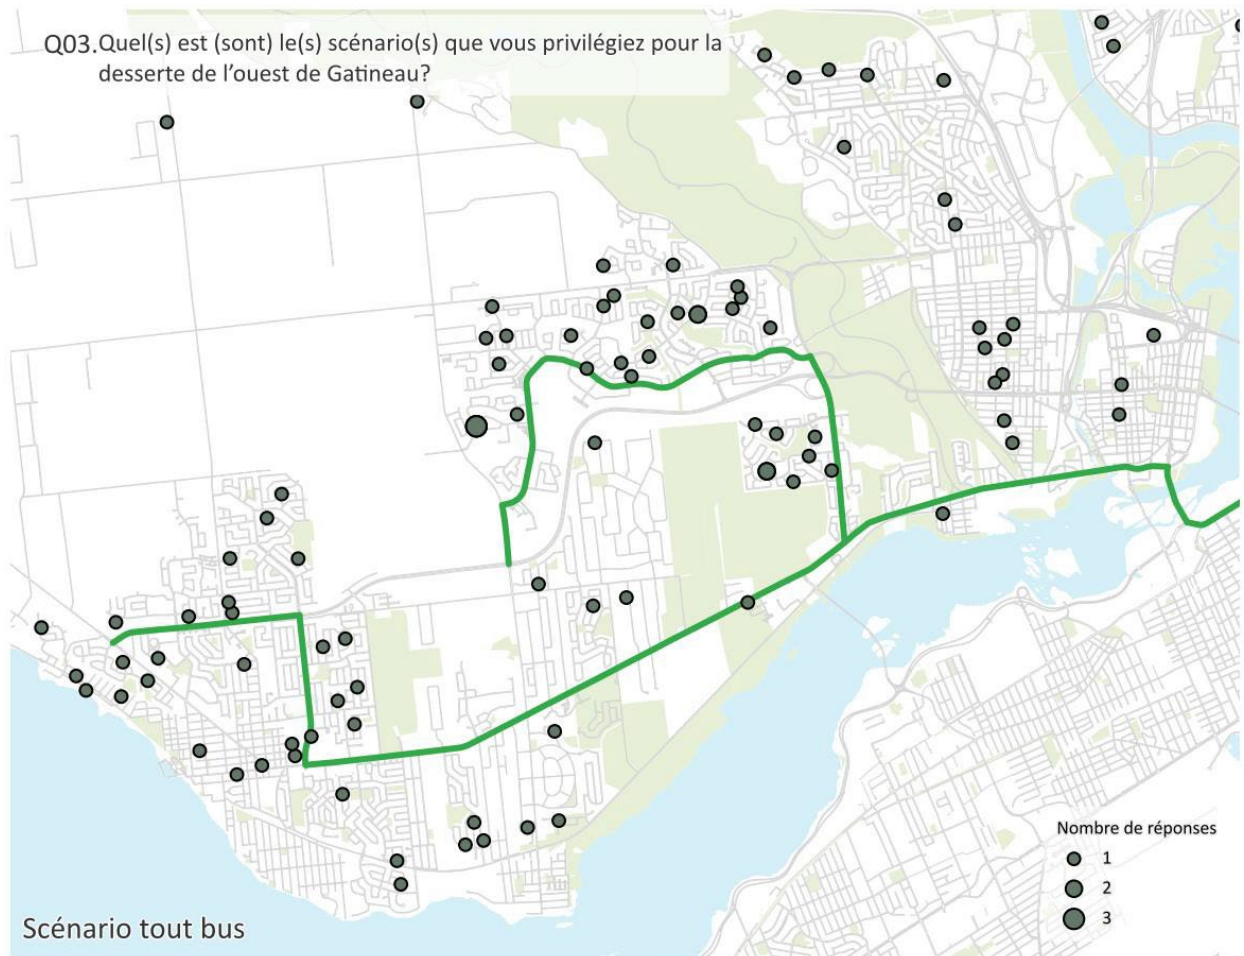 Q03.Quel(s) est (sont) le(s) scénario(s) que vous privilégiez pour la
desserte de l'ouest de Gatineau?
Nombre de réponses
1
2
3
Scénario tout bus